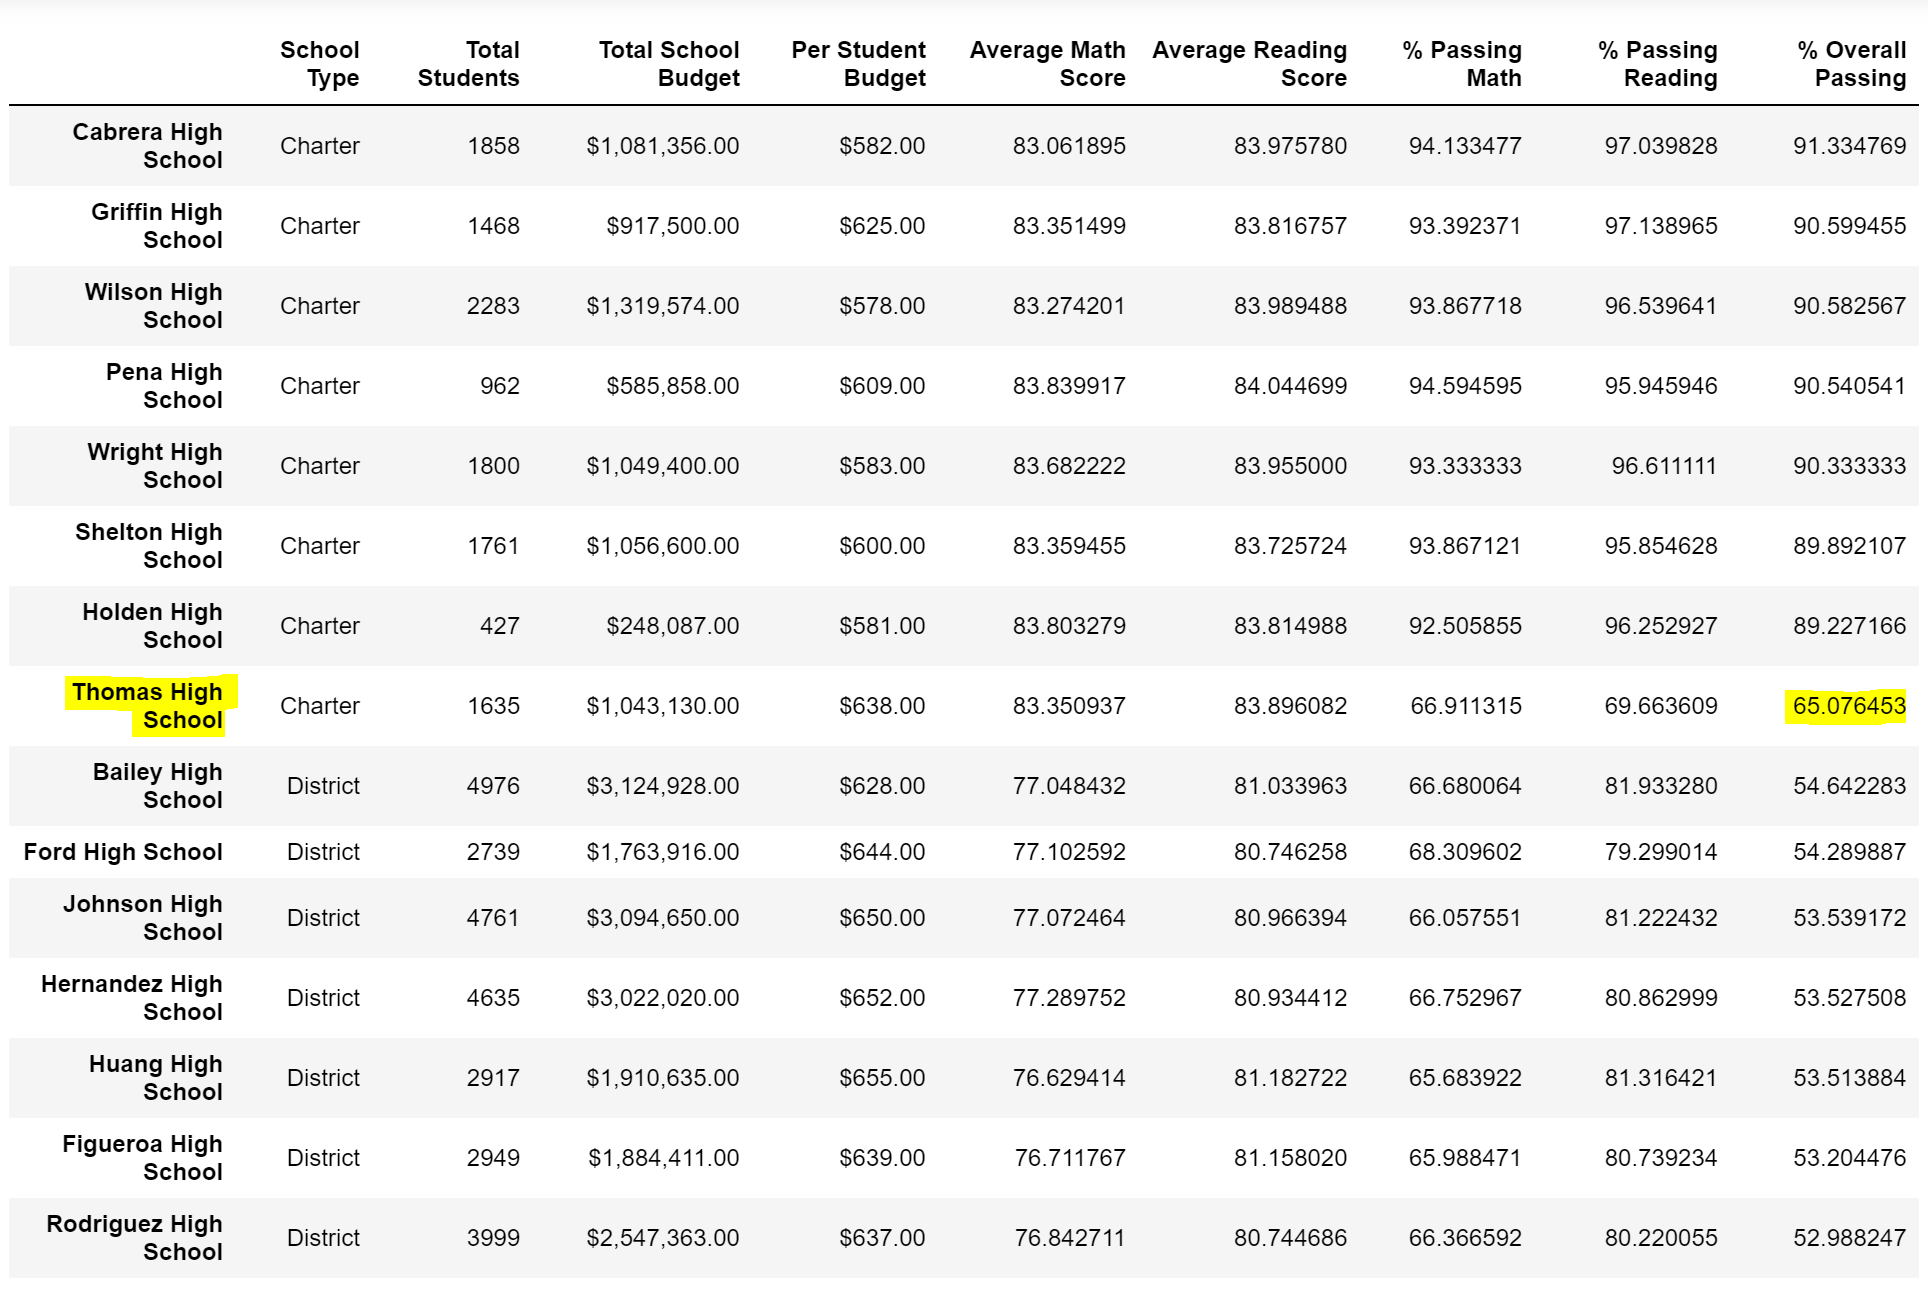 School Type Total Students Total School Budget Per Student Budget Average Math Score Average Reading Score % Passing Math % Passing Reading % Overall Passing
Cabrera High School Charter 1858 $1,081,356.00 $582.00 83.061895 83.975780 94.133477 97.039828 91.334769
Griffin High School Charter 1468 $917,500.00 $625.00 83.351499 83.816757 93.392371 97.138965 90.599455
Wilson High School Charter 2283 $1,319,574.00 $578.00 83.274201 83.989488 93.867718 96.539641 90.582567
Pena High School Charter 962 $585,858.00 $609.00 83.839917 84.044699 94.594595 95.945946 90.540541
Wright High School Charter 1800 $1,049,400.00 $583.00 83.682222 83.955000 93.333333 96.611111 90.333333
Shelton High School Charter 1761 $1,056,600.00 $600.00 83.359455 83.725724 93.867121 95.854628 89.892107
Holden High School Charter 427 $248,087.00 $581.00 83.803279 83.814988 92.505855 96.252927 89.227166
Thomas High School Charter 1635 $1,043,130.00 $638.00 83.350937 83.896082 66.911315 69.663609 65.076453
Bailey High School District 4976 $3,124,928.00 $628.00 77.048432 81.033963 66.680064 81.933280 54.642283
Ford High School District 2739 $1,763,916.00 $644.00 77.102592 80.746258 68.309602 79.299014 54.289887
Johnson High School District 4761 $3,094,650.00 $650.00 77.072464 80.966394 66.057551 81.222432 53.539172
Hernandez High School District 4635 $3,022,020.00 $652.00 77.289752 80.934412 66.752967 80.862999 53.527508
Huang High School District 2917 $1,910,635.00 $655.00 76.629414 81.182722 65.683922 81.316421 53.513884
Figueroa High School District 2949 $1,884,411.00 $639.00 76.711767 81.158020 65.988471 80.739234 53.204476
Rodriguez High School District 3999 $2,547,363.00 $637.00 76.842711 80.744686 66.366592 80.220055 52.988247